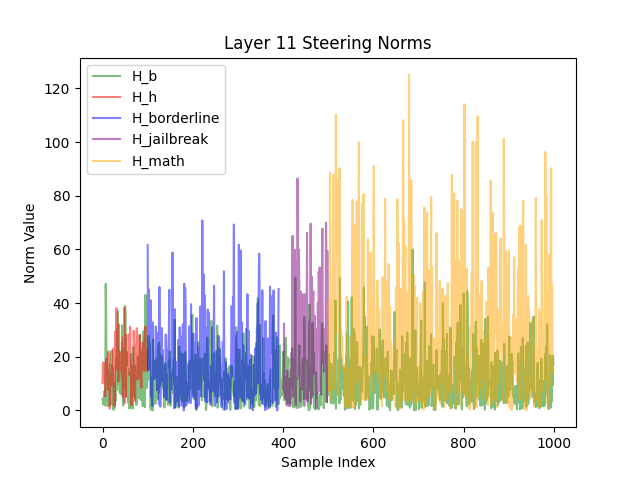 Layer 11 Steering Norms
H_b
H_h
H_borderline
H_jailbreak
H_math
Norm Value
120
100
80
60
40
20
0
0 200 400 600 800 1000
Sample Index